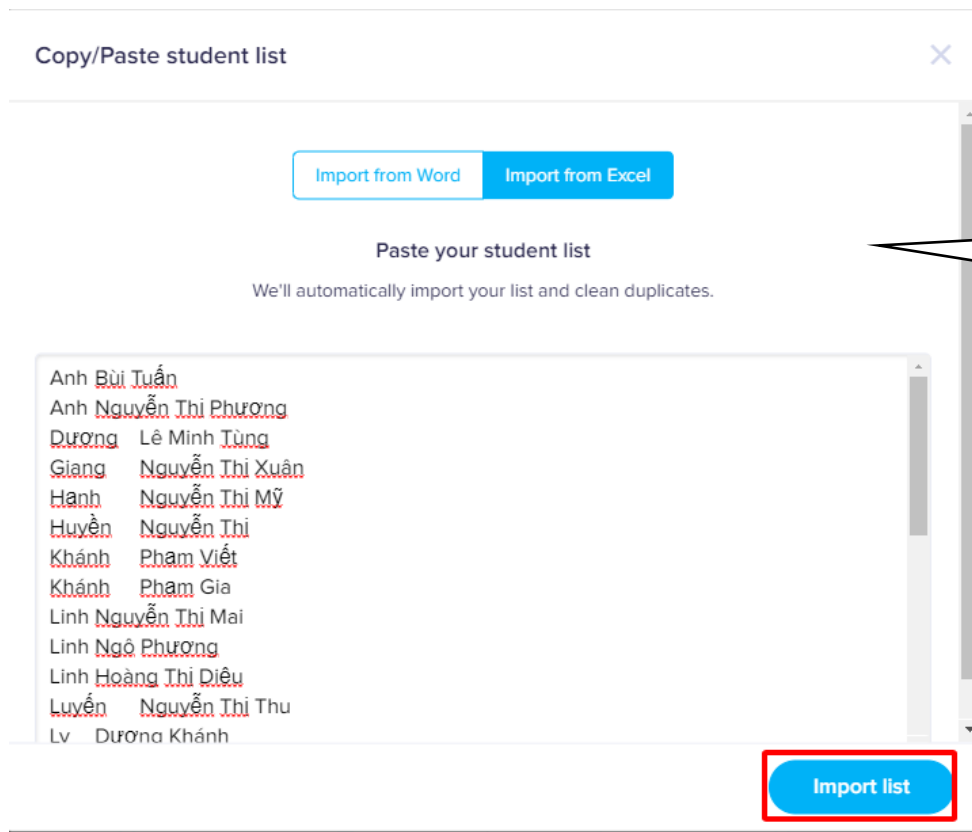 Copy/Paste student list
Import from Word Import from Excel
Paste your student list
We'll automatically import your list and clean duplicates.
Anh Bùi Tuấn
Anh Nguyễn Thị Phương
Dương Lê Minh Tùng
Giang Nguyễn Thị Xuân
Hạnh Nguyễn Thị Mỹ
Huyền Nguyễn Thị
Khánh Phạm Viết
Khánh Phạm Gia
Linh Nguyễn Thị Mai
Linh Ngô Phương
Linh Hoàng Thị Diệu
Luyến Nguyễn Thị Thu
Ly Dương Khánh
Import list